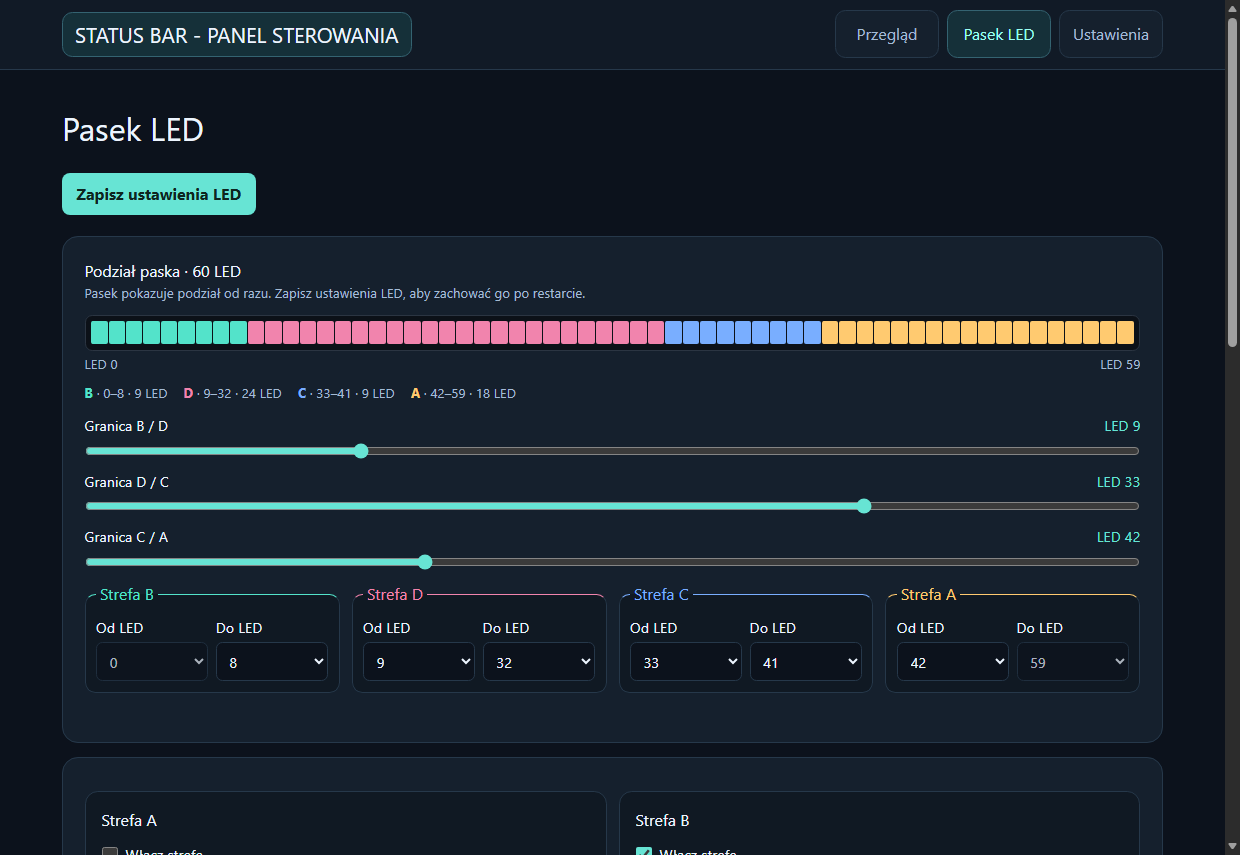 STATUS BAR - PANEL STEROWANIA
Przegląd
Pasek LED
Ustawienia
Pasek LED
Zapisz ustawienia LED
Podział paska · 60 LED
Pasek pokazuje podział od razu. Zapisz ustawienia LED, aby zachować go po restarcie.
LED 0 LED 59
B · 0–8 · 9 LED D · 9–32 · 24 LED C · 33–41 · 9 LED A · 42–59 · 18 LED
Granica B / D LED 9
Granica D / C LED 33
Granica C / A LED 42
Strefa B
Od LED Do LED
0 8
Strefa D
Od LED Do LED
9 32
Strefa C
Od LED Do LED
33 41
Strefa A
Od LED Do LED
42 59
Strefa A
Włącz strefę
Strefa B
Włącz strefę